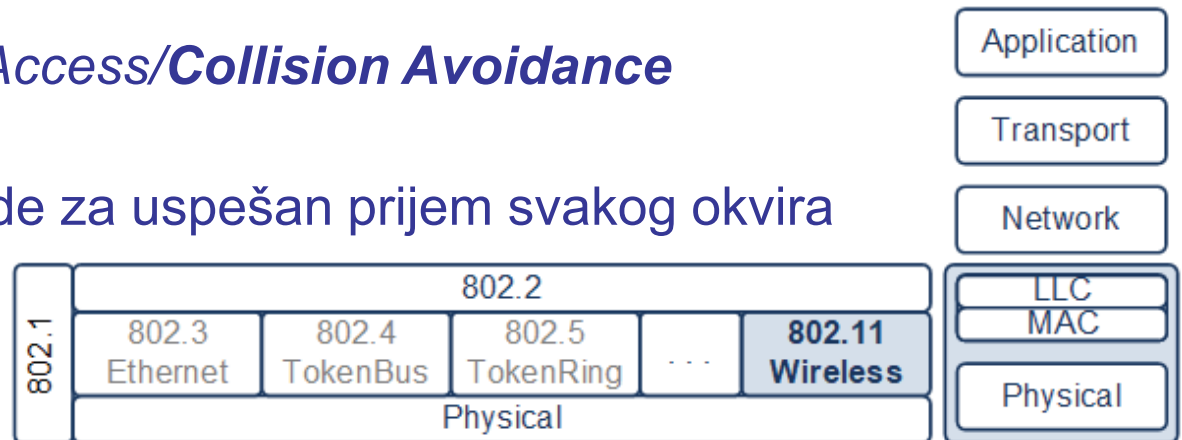 Access/Collision Avoidance
de za uspešan prijem svakog okvira
802.1
802.2
802.3
Ethernet
802.4
TokenBus
802.5
TokenRing
. . .
802.11
Wireless
Physical
Application
Transport
Network
LLC
MAC
Physical